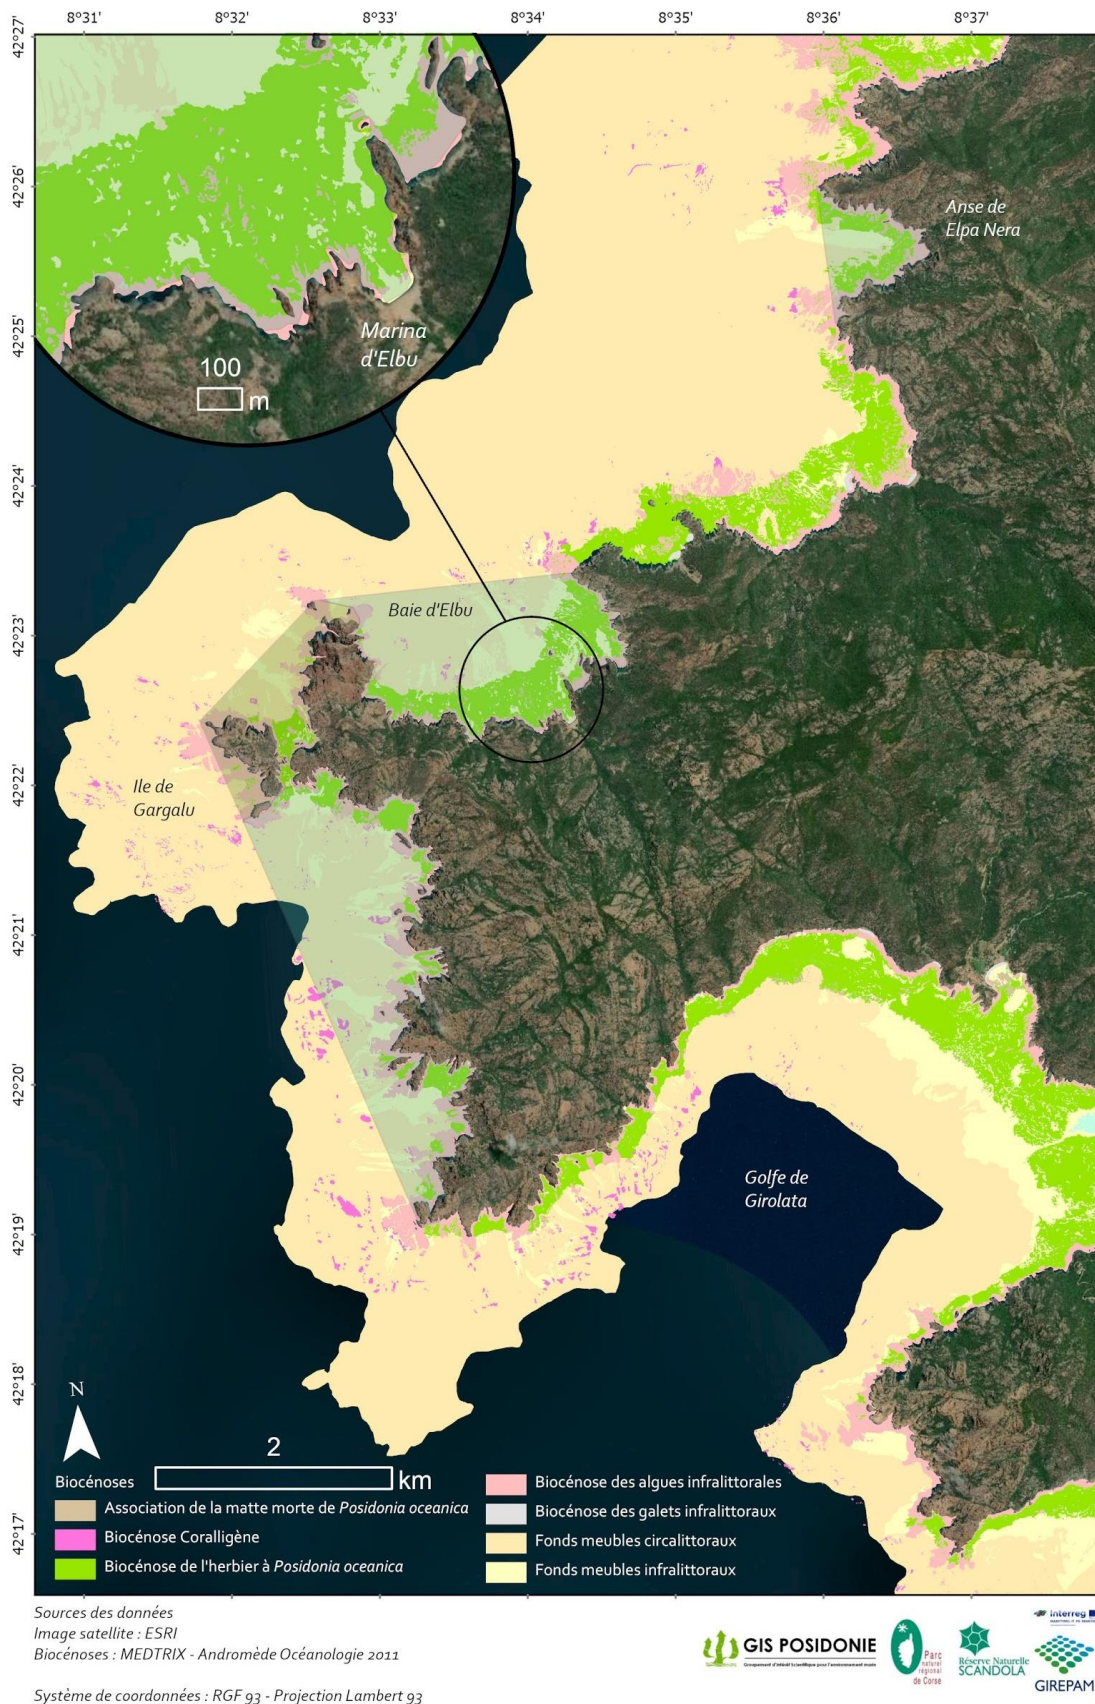 8°31' 8°32' 8°33' 8°34' 8°35' 8°36' 8°37'
42°27'
42°26'
42°25'
42°24'
42°23'
42°22'
42°21'
42°20'
42°19'
42°18'
42°17'
Anse de
Elpa Nera
Marina
d'Elbu
100
m
Baie d'Elbu
Ile de
Gargalu
Golfe de
Girolata
N
2
km
Biocénoses
Association de la matte morte de Posidonia oceanica
Biocénose Coralligène
Biocénose de l'herbier à Posidonia oceanica
Biocénose des algues infralittorales
Biocénose des galets infralittoraux
Fonds meubles circalittoraux
Fonds meubles infralittoraux
Sources des données
Image satellite : ESRI
Biocénoses : MEDTRIX - Andromède Océanologie 2011
Système de coordonnées : RGF 93 - Projection Lambert 93
GIS POSIDONIE
Groupement d'Intérêt Scientifique pour l'environnement marin
Parc
naturel
régional
de Corse
Réserve Naturelle
SCANDOLA
Interreg
GIREPAM